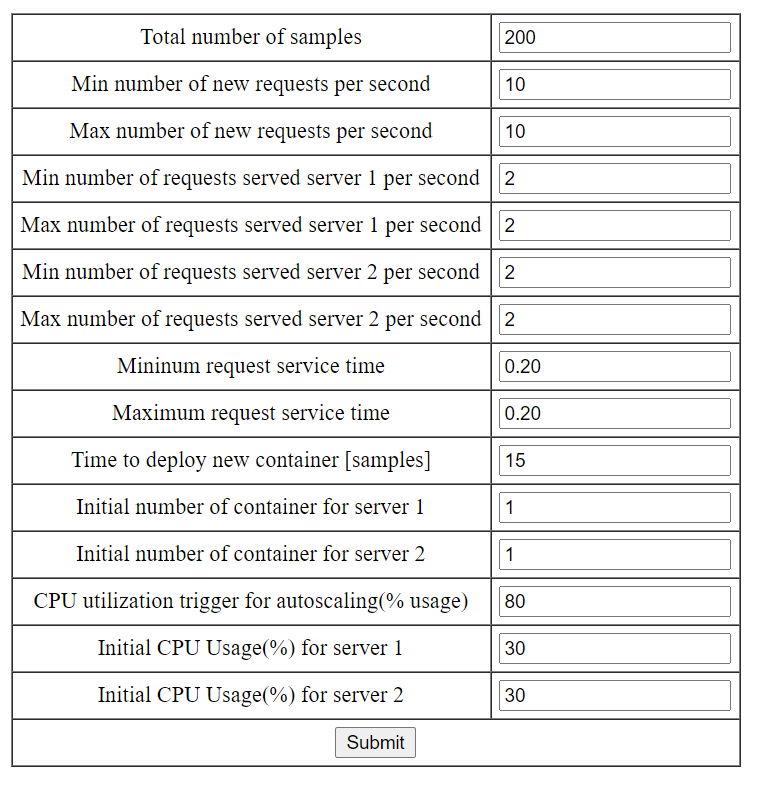 Total number of samples 200
Min number of new requests per second 10
Max number of new requests per second 10
Min number of requests served server 1 per second 2
Max number of requests served server 1 per second 2
Min number of requests served server 2 per second 2
Max number of requests served server 2 per second 2
Mininum request service time 0.20
Maximum request service time 0.20
Time to deploy new container [samples] 15
Initial number of container for server 1 1
Initial number of container for server 2 1
CPU utilization trigger for autoscaling(% usage) 80
Initial CPU Usage(%) for server 1 30
Initial CPU Usage(%) for server 2 30
Submit